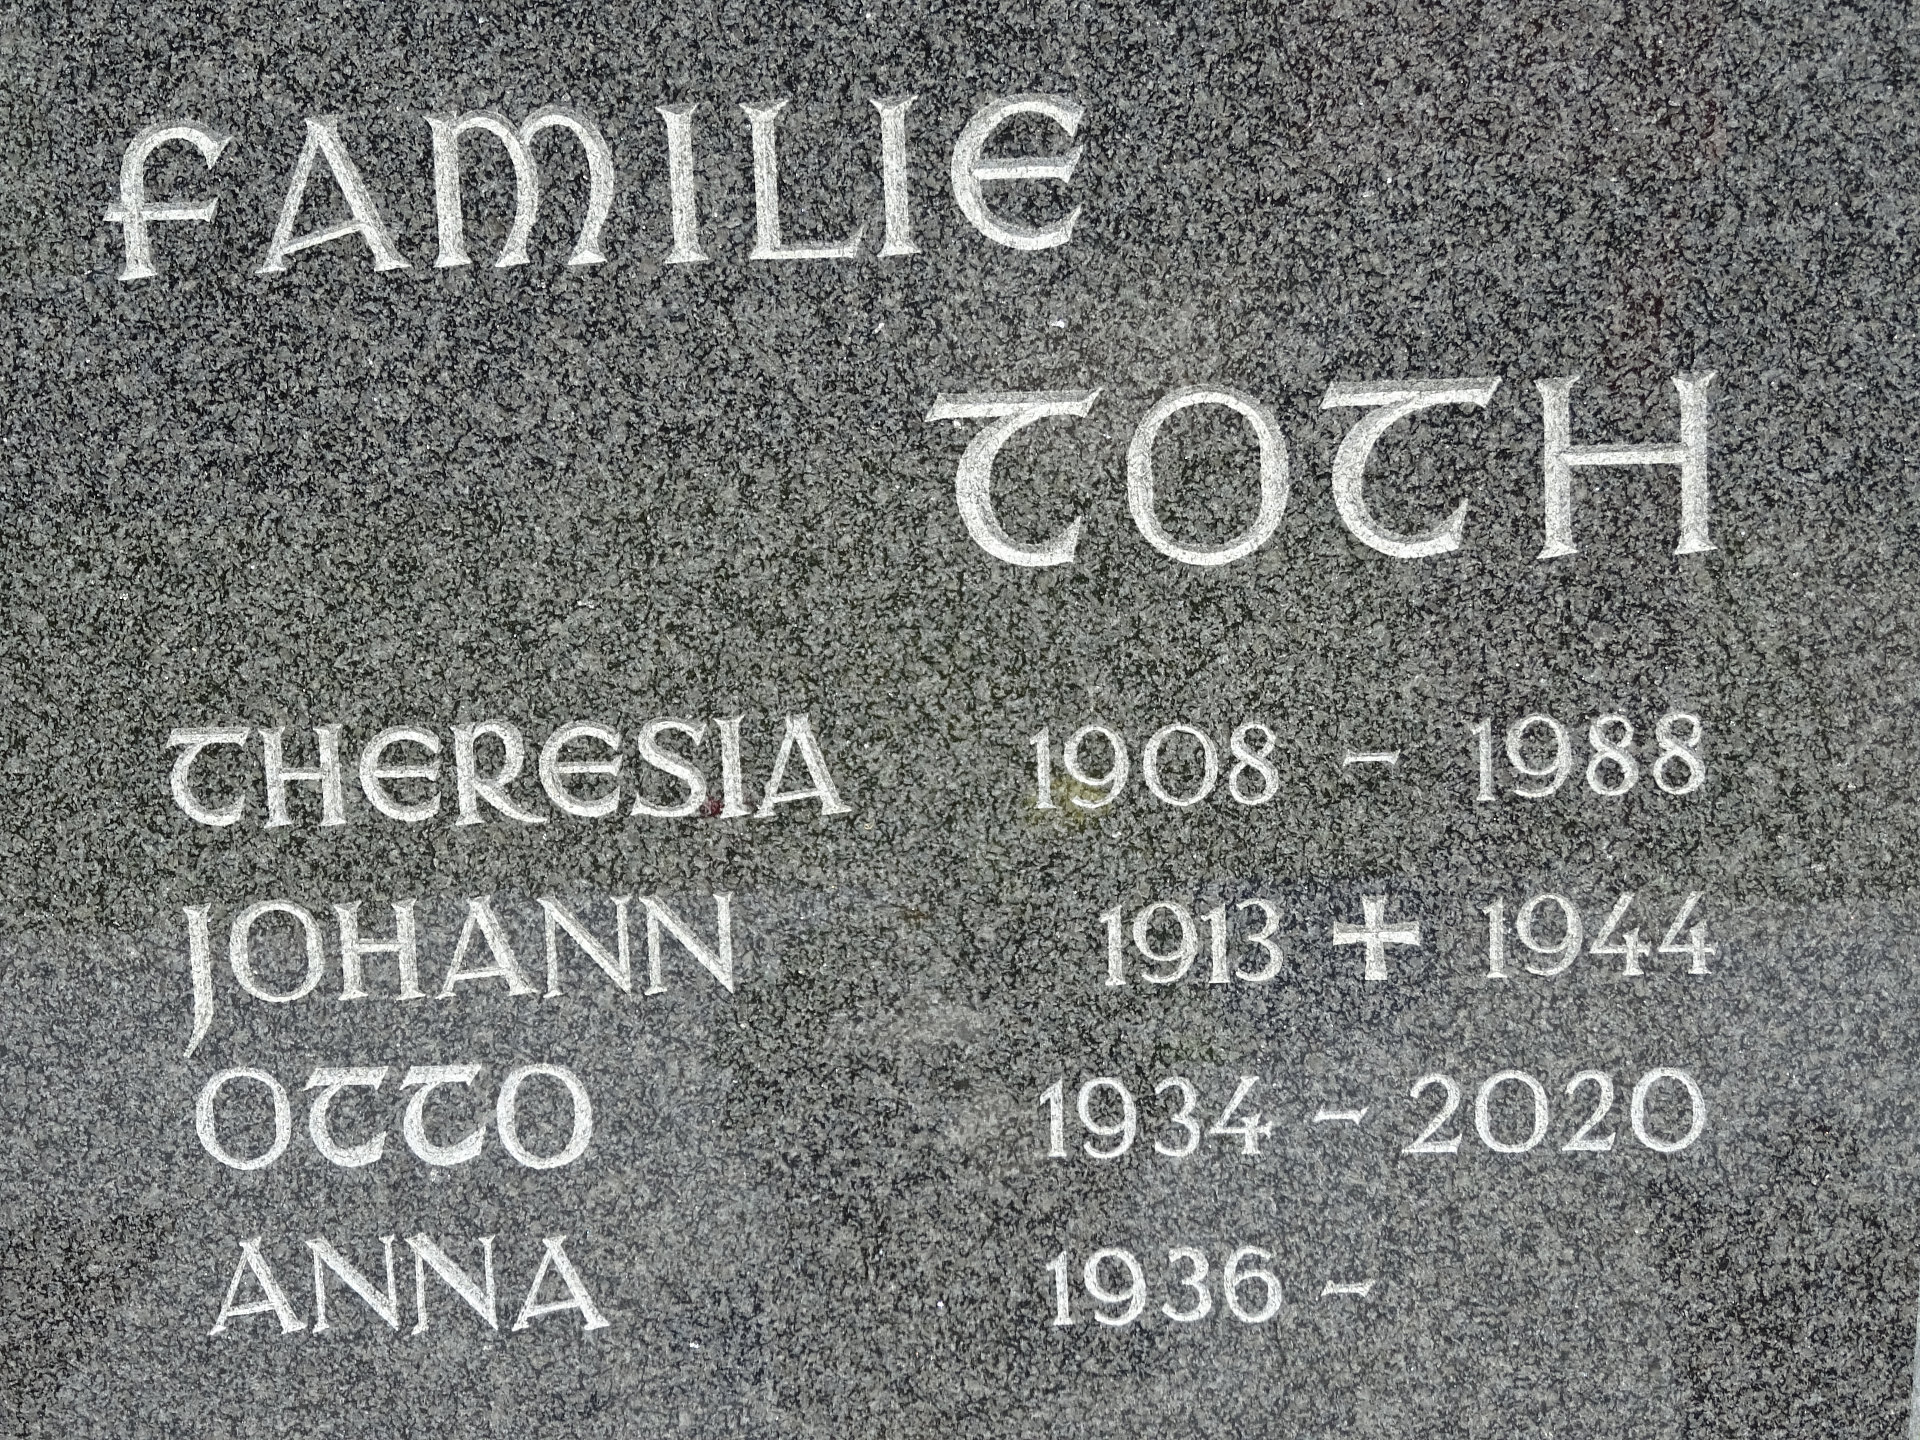 FAMILIE
TOTH
THERESIA 1908 - 1988
JOHANN 1913 ✠ 1944
OTTO 1934 - 2020
ANNA 1936 -